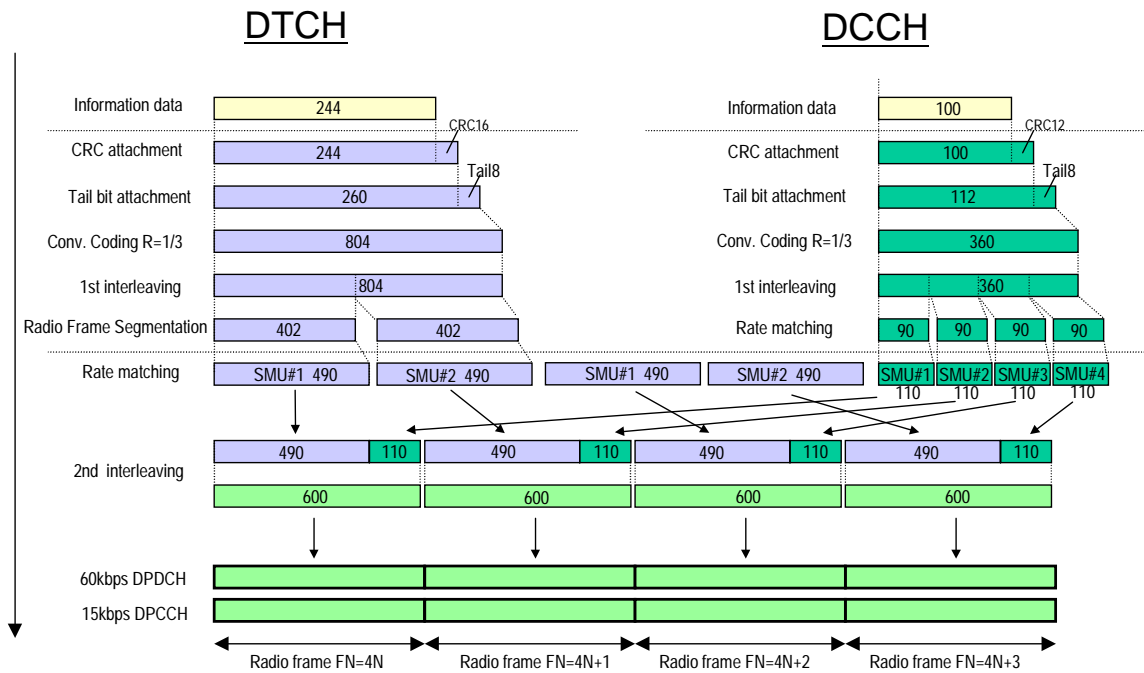 DTCH DCCH
Information data 244 Information data 100
CRC16 CRC12
CRC attachment 244 CRC attachment 100
Tail8 Tail8
Tail bit attachment 260 Tail bit attachment 112
Conv. Coding R=1/3 804 Conv. Coding R=1/3 360
1st interleaving 804 1st interleaving 360
Radio Frame Segmentation 402 402 Rate matching 90 90 90 90
Rate matching SMU#1 490 SMU#2 490 SMU#1 490 SMU#2 490 SMU#1 SMU#2 SMU#3 SMU#4
110 110 110 110
490 110 490 110 490 110 490 110
2nd interleaving
600 600 600 600
60kbps DPDCH
15kbps DPCCH
Radio frame FN=4N Radio frame FN=4N+1 Radio frame FN=4N+2 Radio frame FN=4N+3